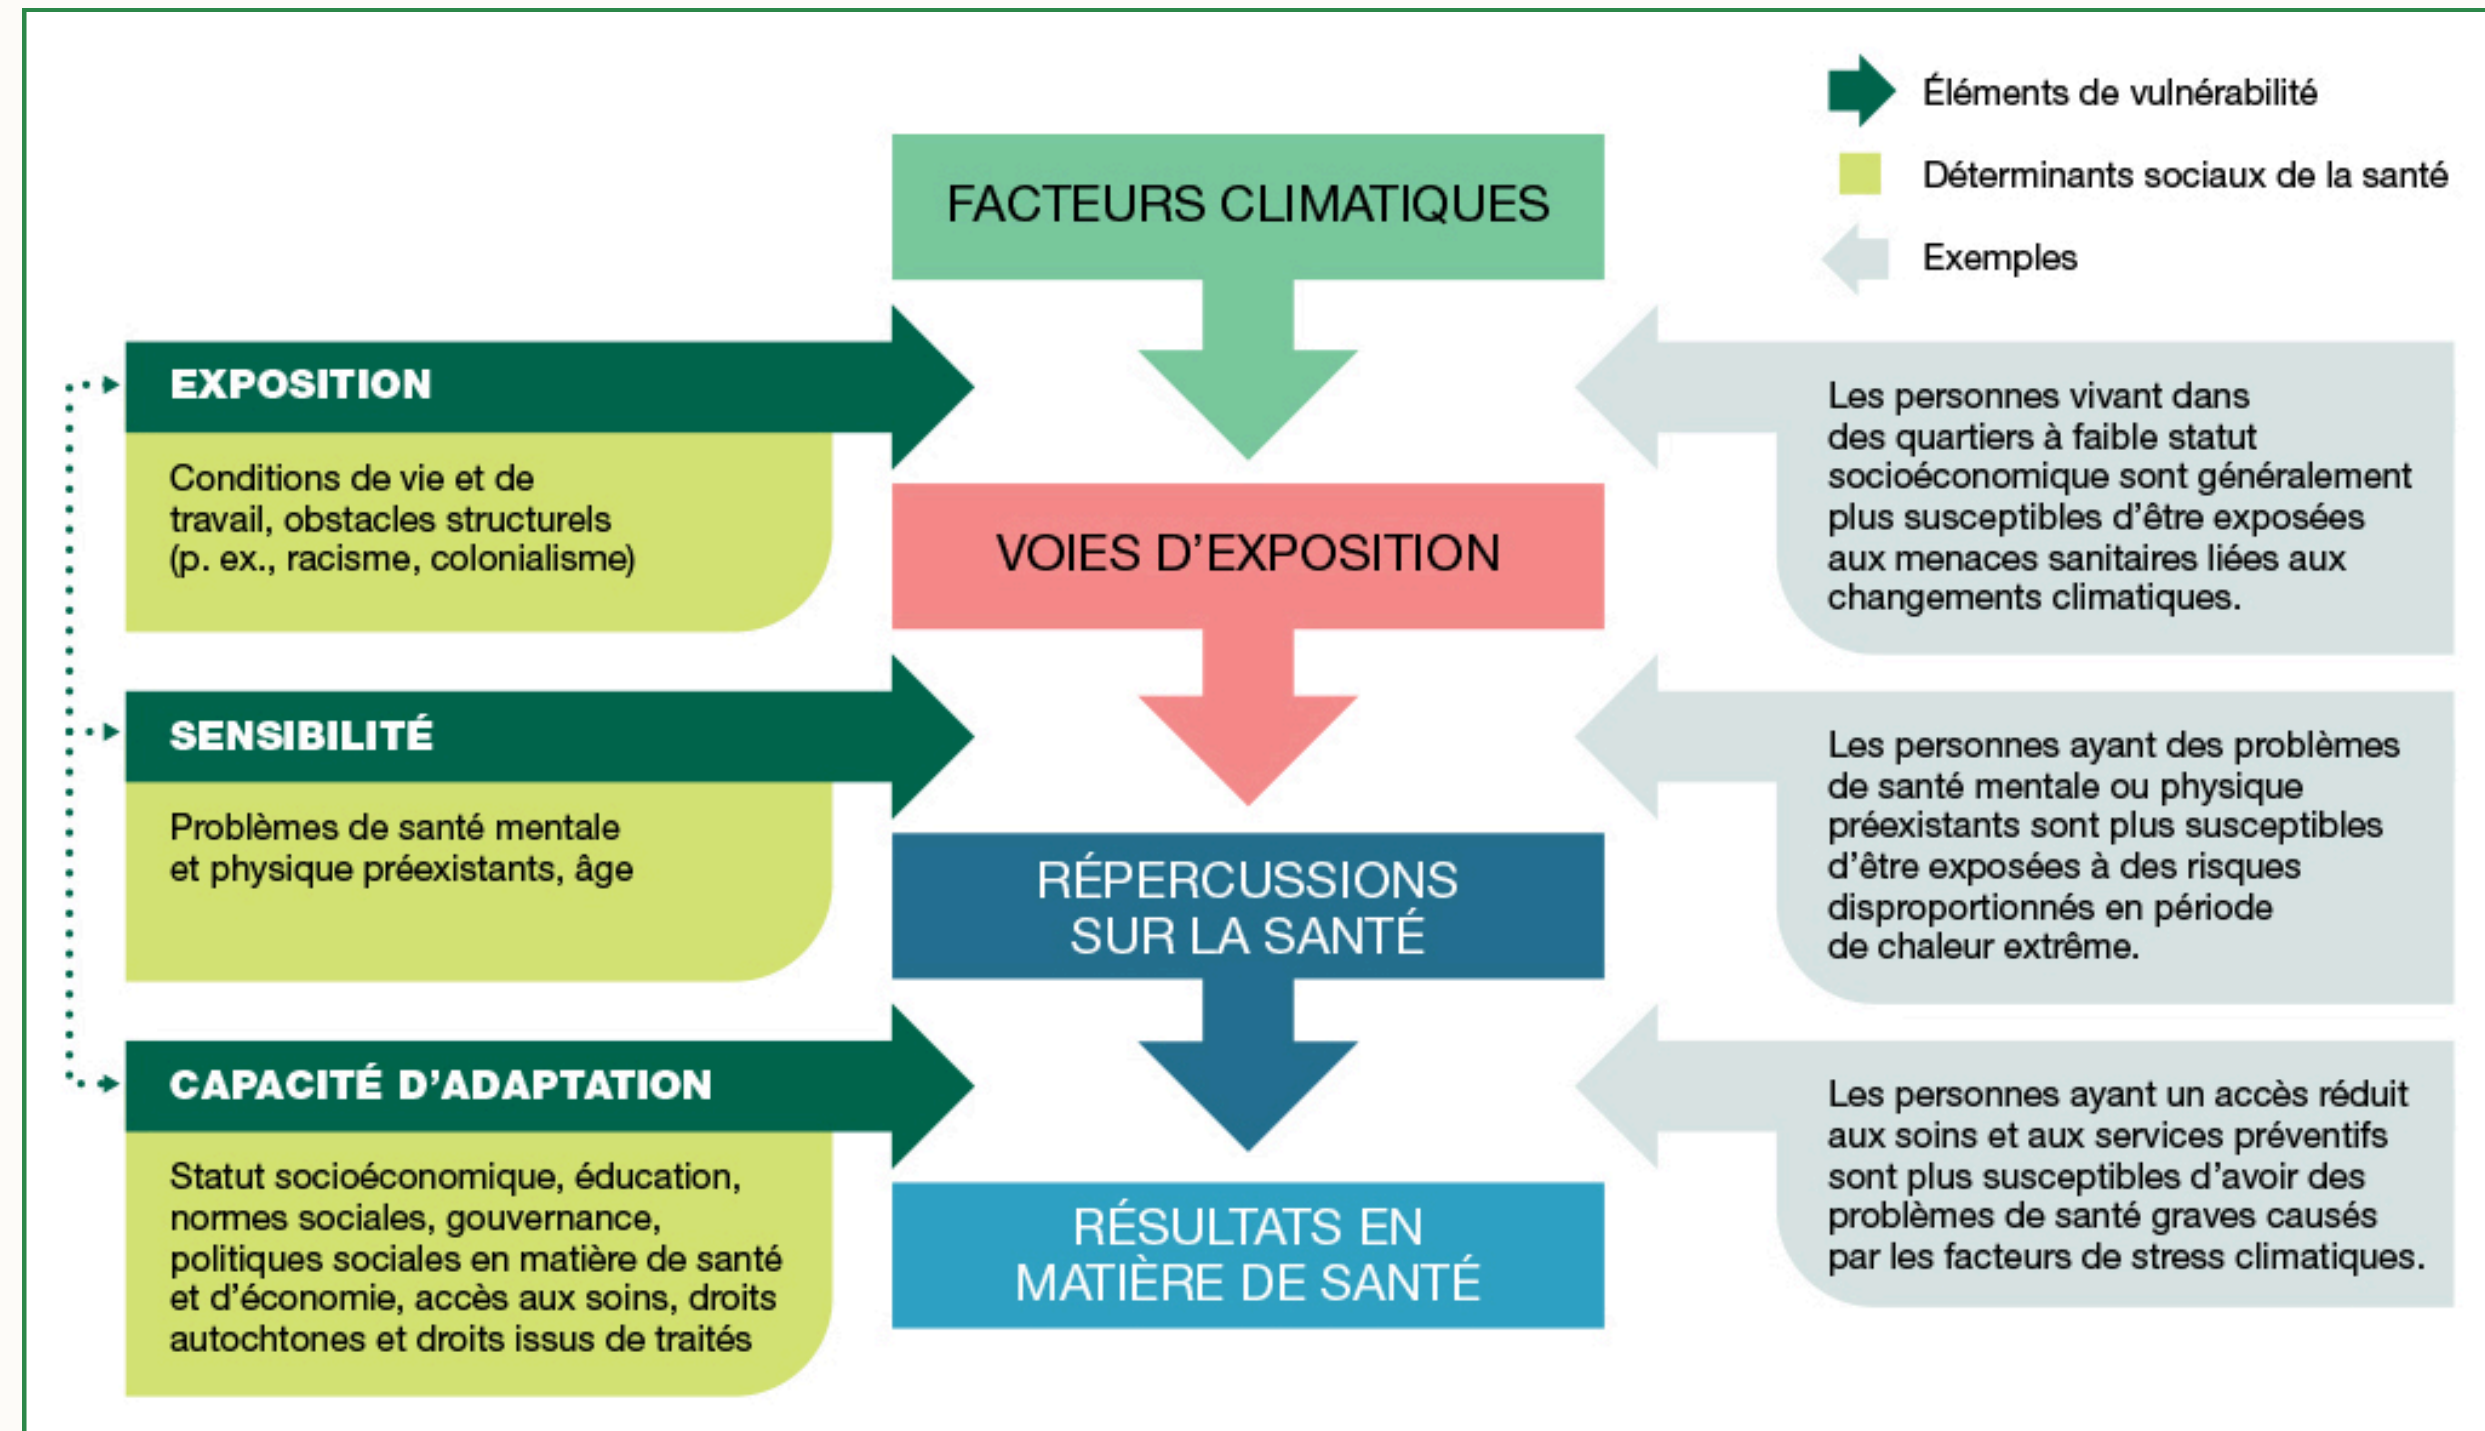 Éléments de vulnérabilité
Déterminants sociaux de la santé
Exemples
FACTEURS CLIMATIQUES
EXPOSITION
Conditions de vie et de
travail, obstacles structurels
(p. ex., racisme, colonialisme)
VOIES D’EXPOSITION
Les personnes vivant dans
des quartiers à faible statut
socioéconomique sont généralement
plus susceptibles d’être exposées
aux menaces sanitaires liées aux
changements climatiques.
SENSIBILITÉ
Problèmes de santé mentale
et physique préexistants, âge
RÉPERCUSSIONS
SUR LA SANTÉ
Les personnes ayant des problèmes
de santé mentale ou physique
préexistants sont plus susceptibles
d’être exposées à des risques
disproportionnés en période
de chaleur extrême.
CAPACITÉ D’ADAPTATION
Statut socioéconomique, éducation,
normes sociales, gouvernance,
politiques sociales en matière de santé
et d’économie, accès aux soins, droits
autochtones et droits issus de traités
RÉSULTATS EN
MATIÈRE DE SANTÉ
Les personnes ayant un accès réduit
aux soins et aux services préventifs
sont plus susceptibles d’avoir des
problèmes de santé graves causés
par les facteurs de stress climatiques.